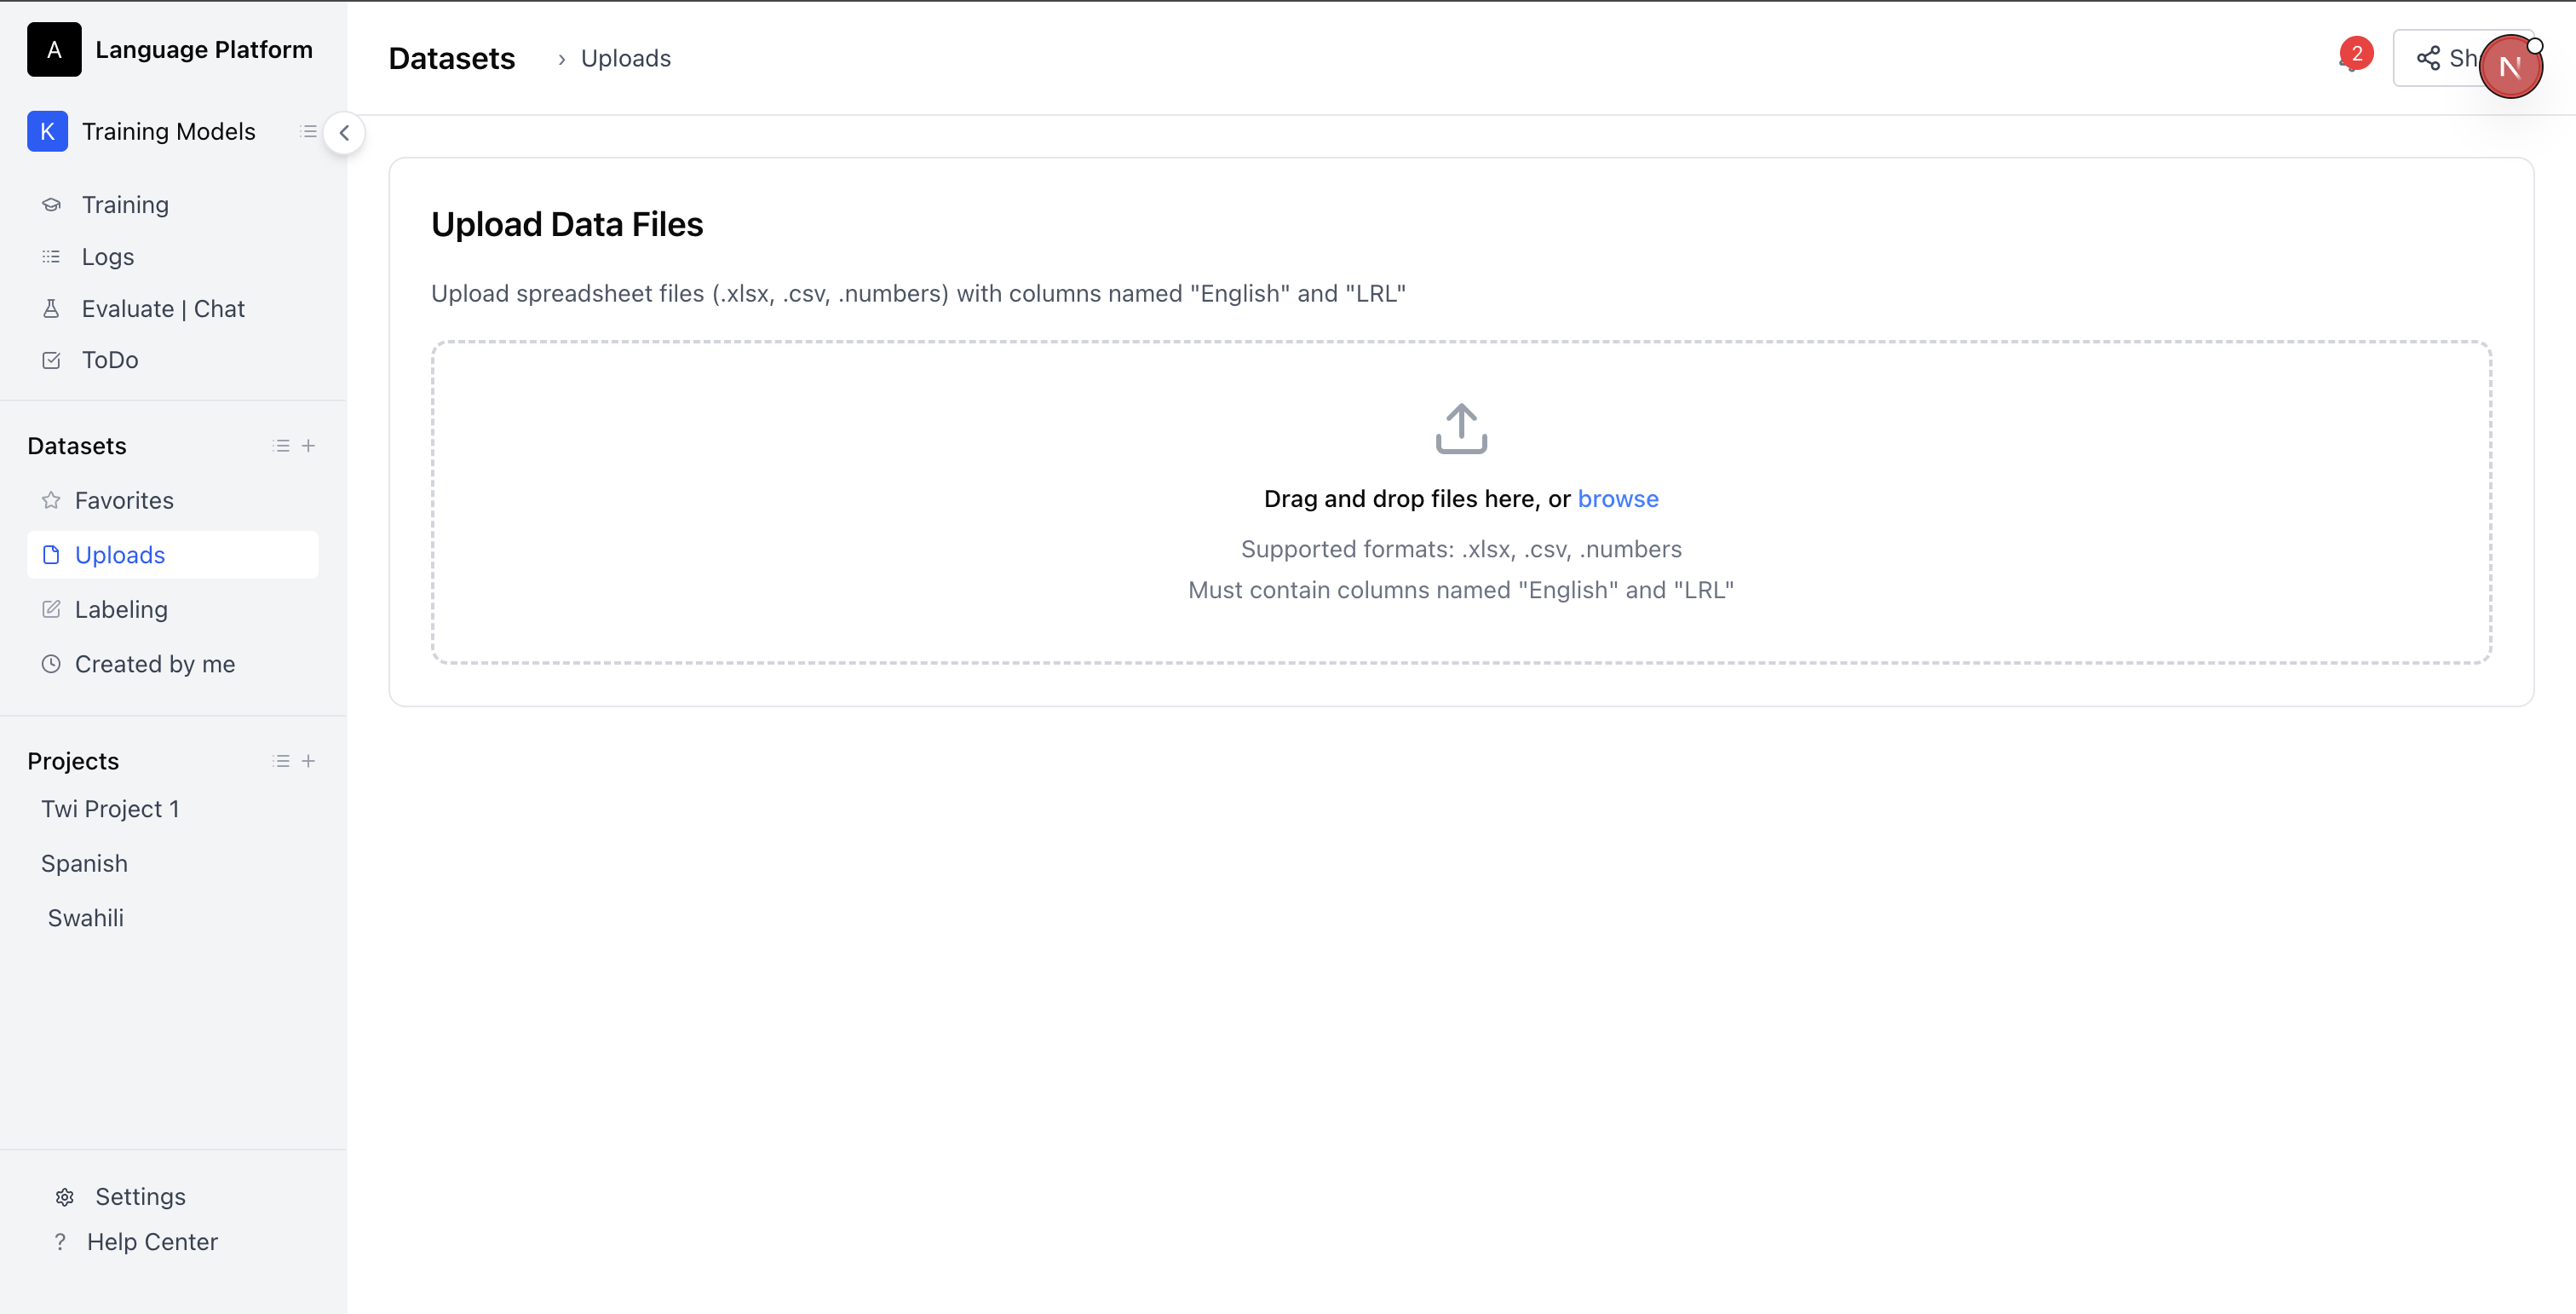 A Language Platform
K Training Models
Training
Logs
Evaluate | Chat
ToDo
Datasets
Favorites
Uploads
Labeling
Created by me
Projects
Twi Project 1
Spanish
Swahili
Settings
? Help Center
Datasets › Uploads
2
Sh
N
Upload Data Files
Upload spreadsheet files (.xlsx, .csv, .numbers) with columns named "English" and "LRL"
Drag and drop files here, or browse
Supported formats: .xlsx, .csv, .numbers
Must contain columns named "English" and "LRL"